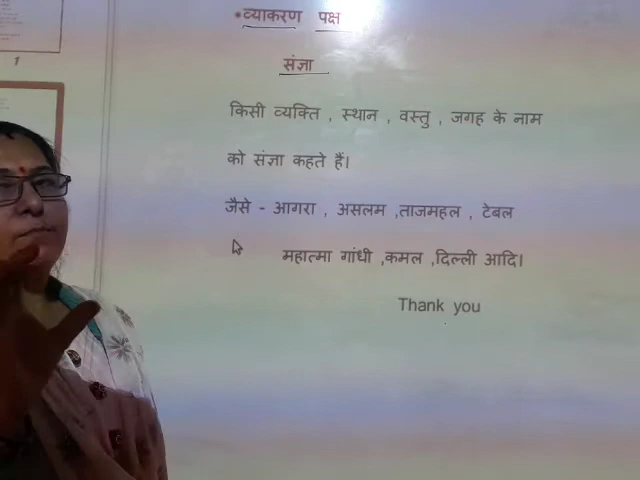 •व्याकरण पक्ष
संज्ञा
किसी व्यक्ति , स्थान , वस्तु , जगह के नाम
को संज्ञा कहते हैं।
जैसे - आगरा , असलम ,ताजमहल , टेबल
महात्मा गांधी ,कमल ,दिल्ली आदि।
Thank you